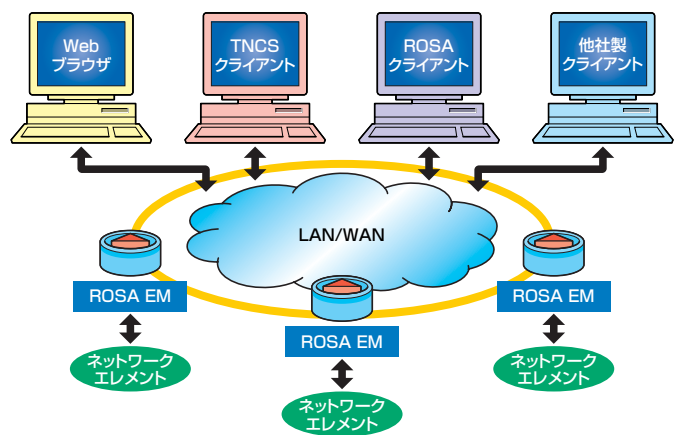 Web
ブラウザ
TNCS
クライアント
ROSA
クライアント
他社製
クライアント
LAN/WAN
ROSA EM
ROSA EM
ROSA EM
ネットワーク
エレメント
ネットワーク
エレメント
ネットワーク
エレメント